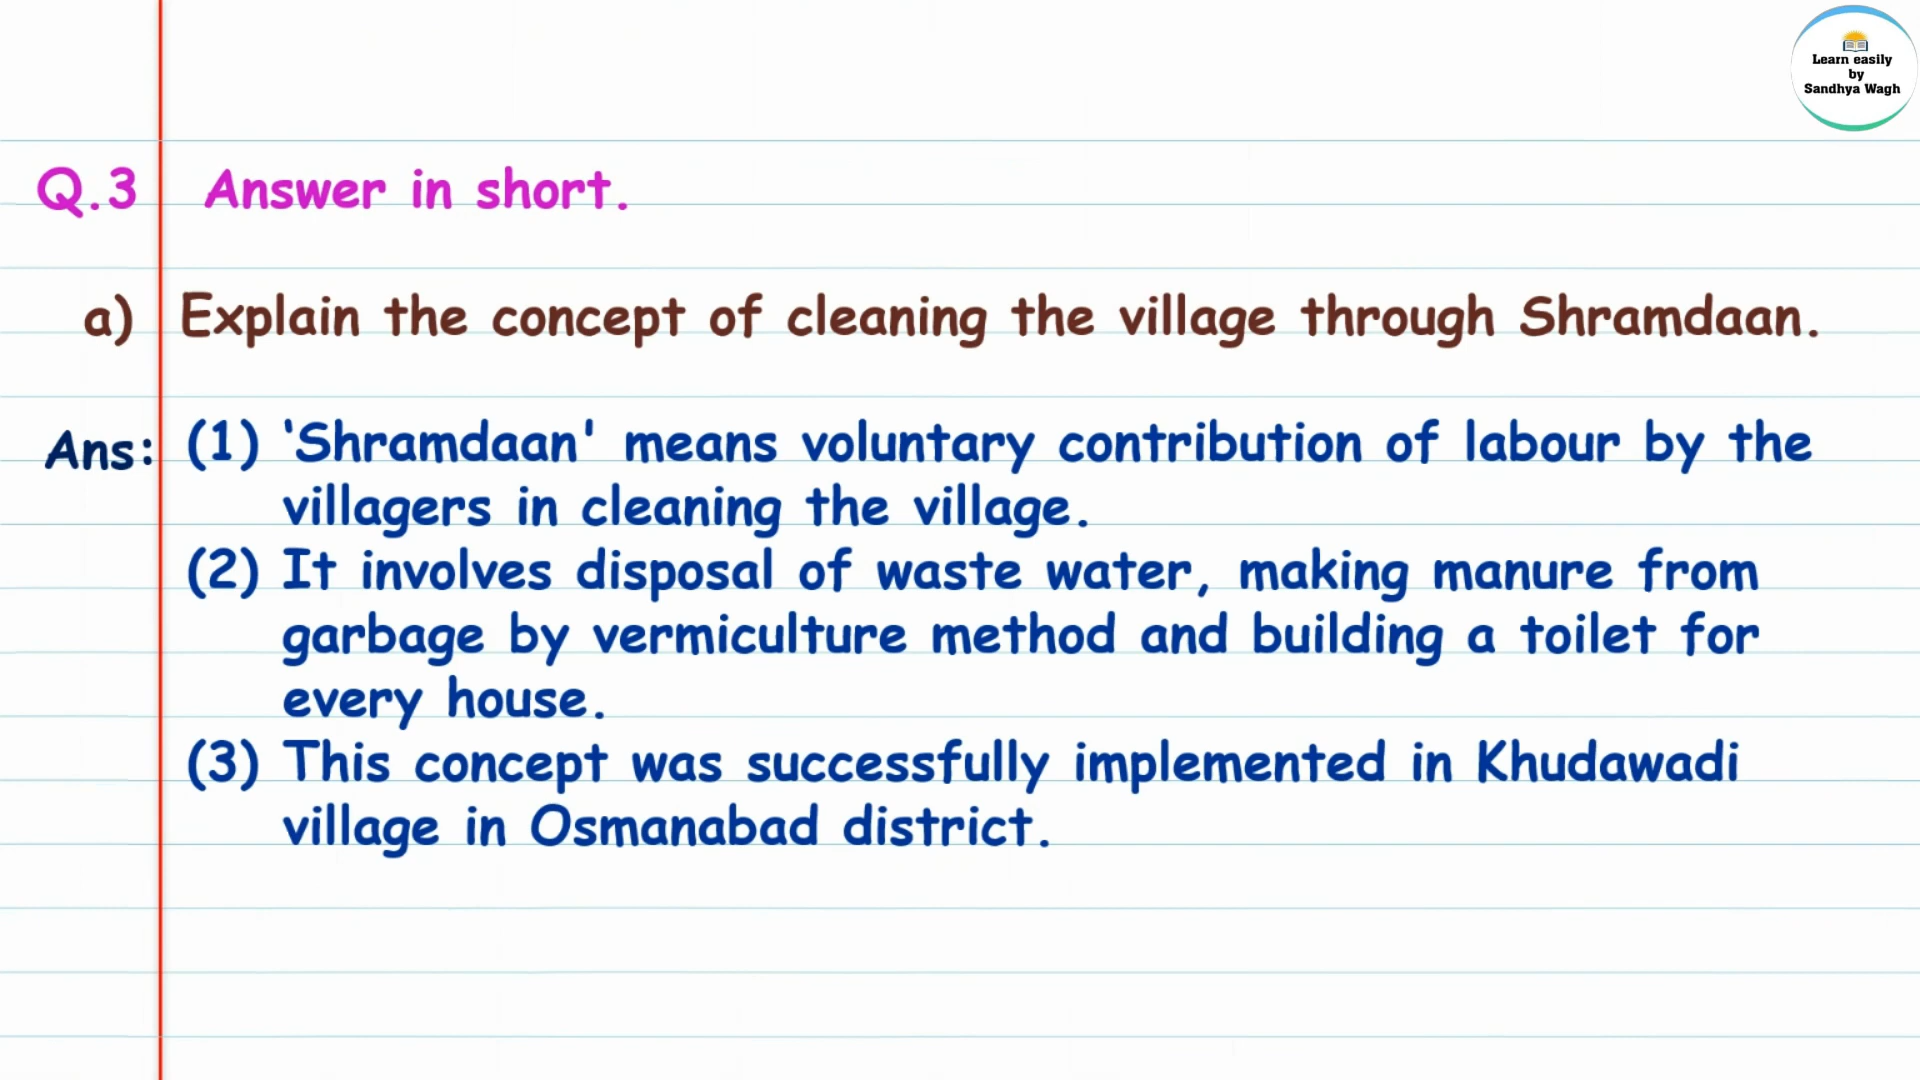 Learn easily
by
Sandhya Wagh
Q.3 Answer in short.
a) Explain the concept of cleaning the village through Shramdaan.
Ans: (1) ‘Shramdaan' means voluntary contribution of labour by the
villagers in cleaning the village.
(2) It involves disposal of waste water, making manure from
garbage by vermiculture method and building a toilet for
every house.
(3) This concept was successfully implemented in Khudawadi
village in Osmanabad district.